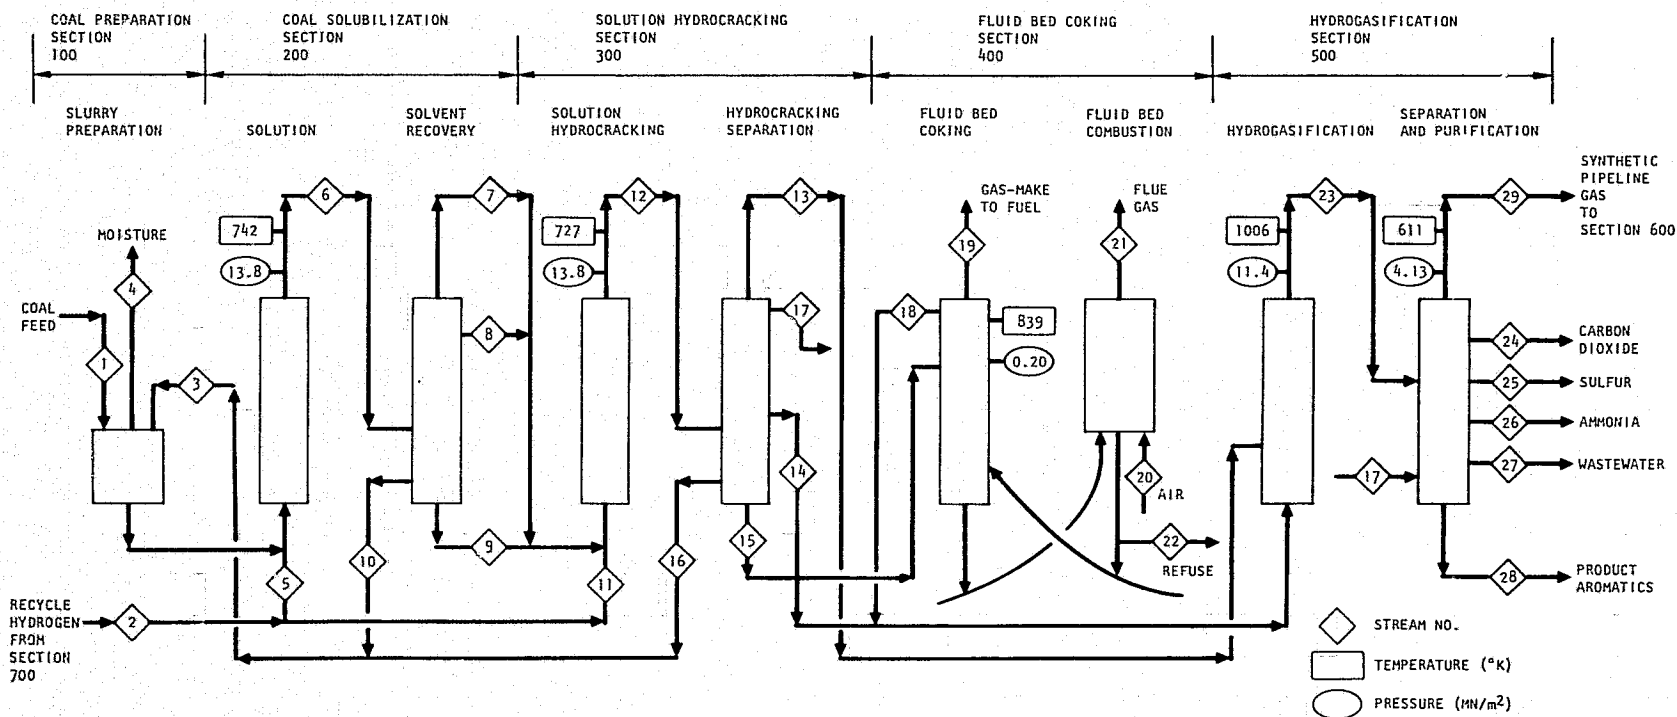 COAL PREPARATION
SECTION
100
COAL SOLUBILIZATION
SECTION
200
SOLUTION HYDROCRACKING
SECTION
300
FLUID BED COKING
SECTION
400
HYDROGASIFICATION
SECTION
500
SLURRY
PREPARATION
SOLUTION
SOLVENT
RECOVERY
SOLUTION
HYDROCRACKING
HYDROCRACKING
SEPARATION
FLUID BED
COKING
FLUID BED
COMBUSTION
HYDROGASIFICATION
SEPARATION
AND PURIFICATION
MOISTURE
4
COAL
FEED
1
3
742
13.8
6
5
RECYCLE
HYDROGEN
FROM
SECTION
700
2
7
8
9
10
727
13.8
12
11
13
17
14
15
16
GAS-MAKE
TO FUEL
19
18
839
0.20
FLUE
GAS
21
20
AIR
22
REFUSE
1006
11.4
23
611
4.13
29
SYNTHETIC
PIPELINE
GAS
TO
SECTION 600
24
CARBON
DIOXIDE
25
SULFUR
26
AMMONIA
27
WASTEWATER
17
28
PRODUCT
AROMATICS
STREAM NO.
TEMPERATURE (°K)
PRESSURE (MN/m²)